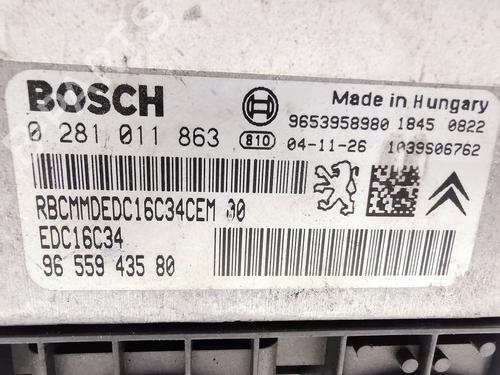 BOSCH
Made in Hungary
9653958980 1845 0822
0 281 011 863 810 04-11-26 1039S06762
RBCMMDEDC16C34CEM 00
EDC16C34
96 559 435 80